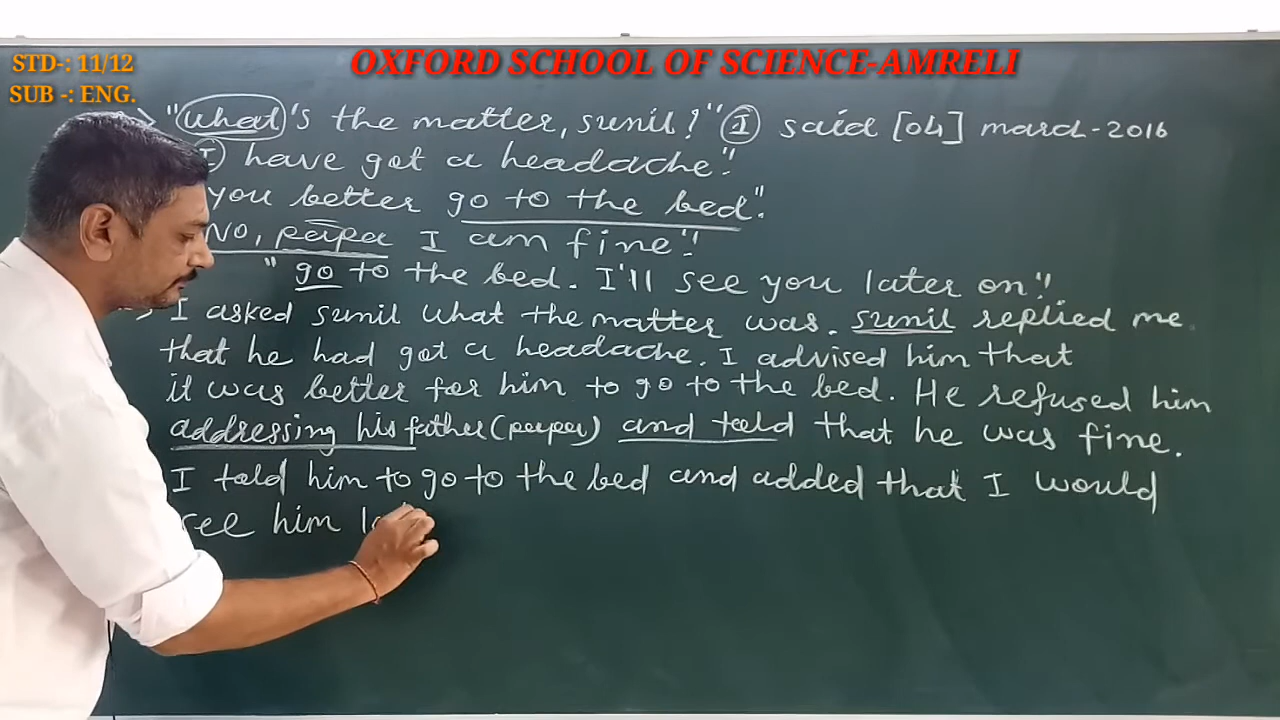 STD-: 11/12
SUB -: ENG.
OXFORD SCHOOL OF SCIENCE-AMRELI
"What's the matter, sunil?" I said [04] march-2016
I have got a headache".
you better go to the bed".
No, papa I am fine".
"go to the bed. I'll see you later on".
I asked sunil what the matter was. sunil replied me
that he had got a headache. I advised him that
it was better for him to go to the bed. He refused him
addressing his father (papa) and told that he was fine.
I told him to go to the bed and added that I would
see him